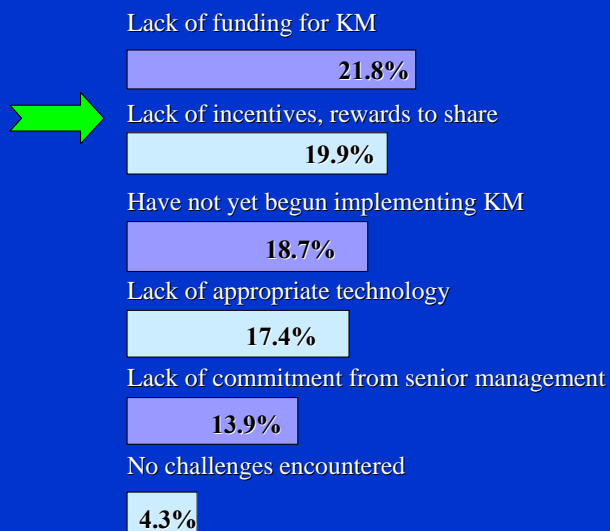 Lack of funding for KM
21.8%
Lack of incentives, rewards to share
19.9%
Have not yet begun implementing KM
18.7%
Lack of appropriate technology
17.4%
Lack of commitment from senior management
13.9%
No challenges encountered
4.3%